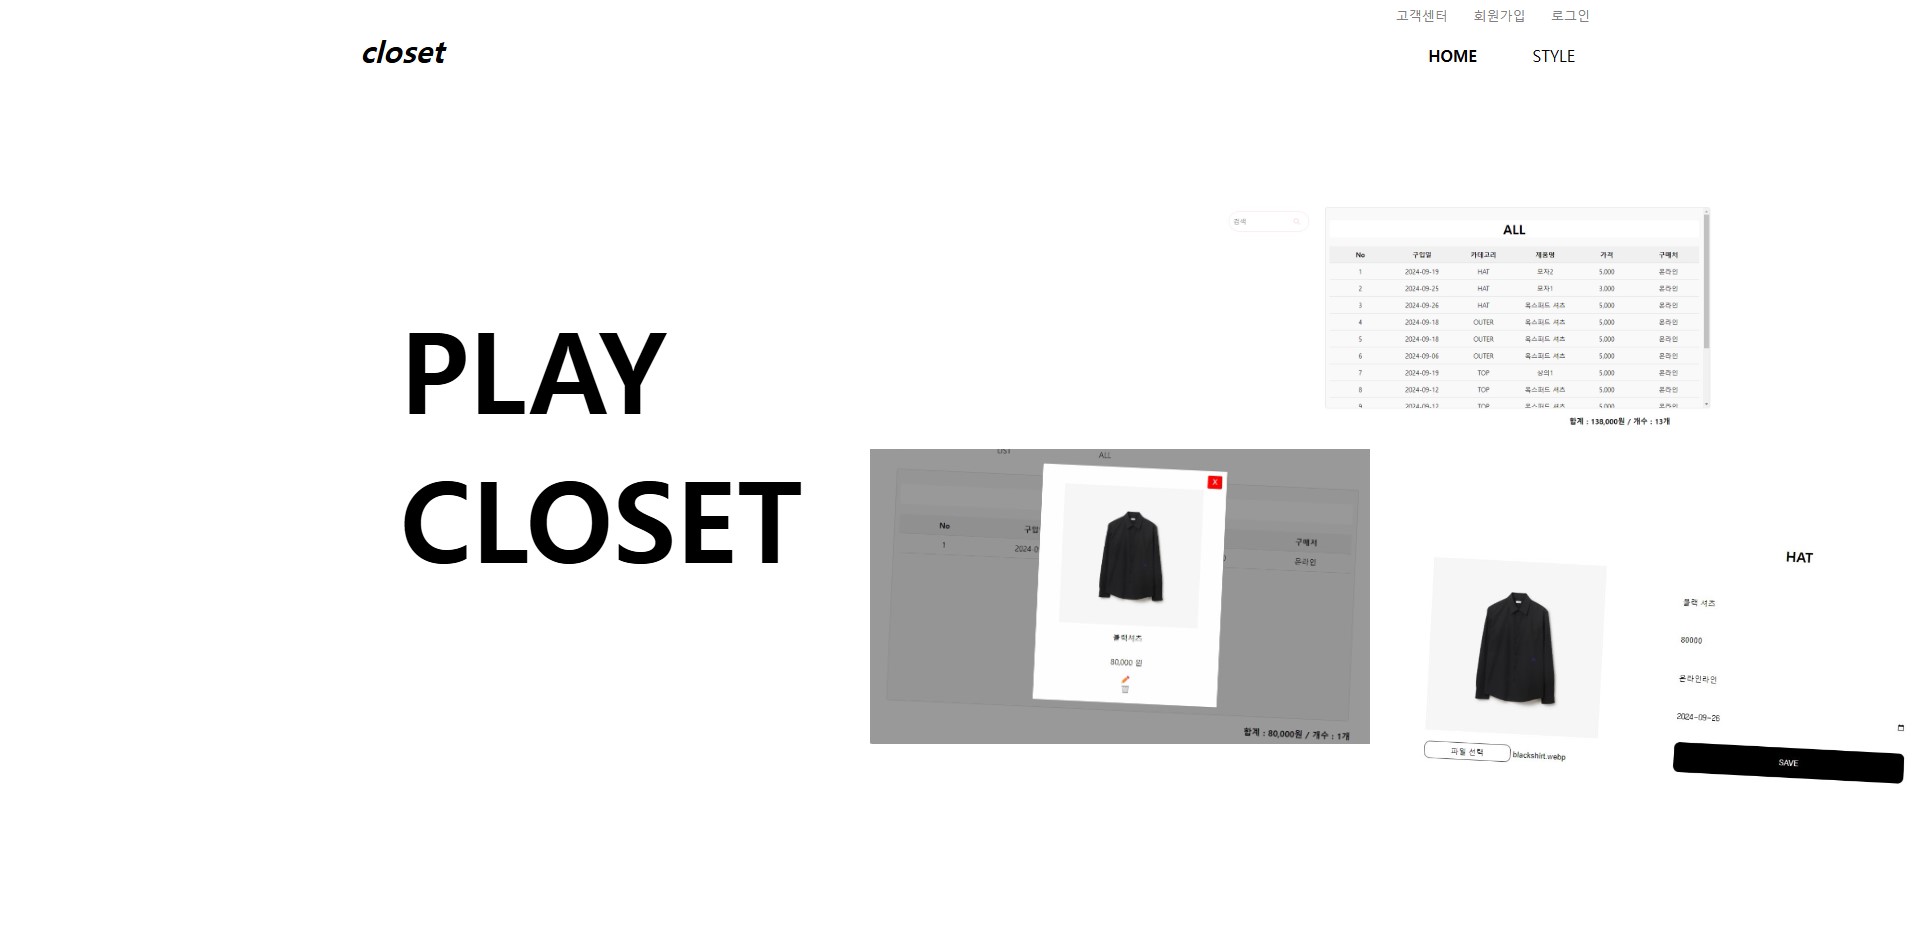 고객센터 회원가입 로그인
closet
HOME STYLE
PLAY
CLOSET
검색
ALL
No 구입일 카테고리 제품명 가격 구매처
1 2024-09-19 HAT 모자2 5,000 온라인
2 2024-09-25 HAT 모자1 3,000 온라인
3 2024-09-26 HAT 옥스퍼드 셔츠 5,000 온라인
4 2024-09-18 OUTER 옥스퍼드 셔츠 5,000 온라인
5 2024-09-18 OUTER 옥스퍼드 셔츠 5,000 온라인
6 2024-09-06 OUTER 옥스퍼드 셔츠 5,000 온라인
7 2024-09-19 TOP 상의1 5,000 온라인
8 2024-09-12 TOP 옥스퍼드 셔츠 5,000 온라인
9 2024-09-12 TOP 옥스퍼드 셔츠 5,000 온라인
합계 : 138,000원 / 개수 : 13개
LIST ALL
X
No 구입 구매처
1 2024-0 온라인
블랙셔츠
80,000 원
합계 : 80,000원 / 개수 : 1개
HAT
블랙 셔츠
80000
온라인라인
2024-09-26
파일 선택 blackshirt.webp
SAVE